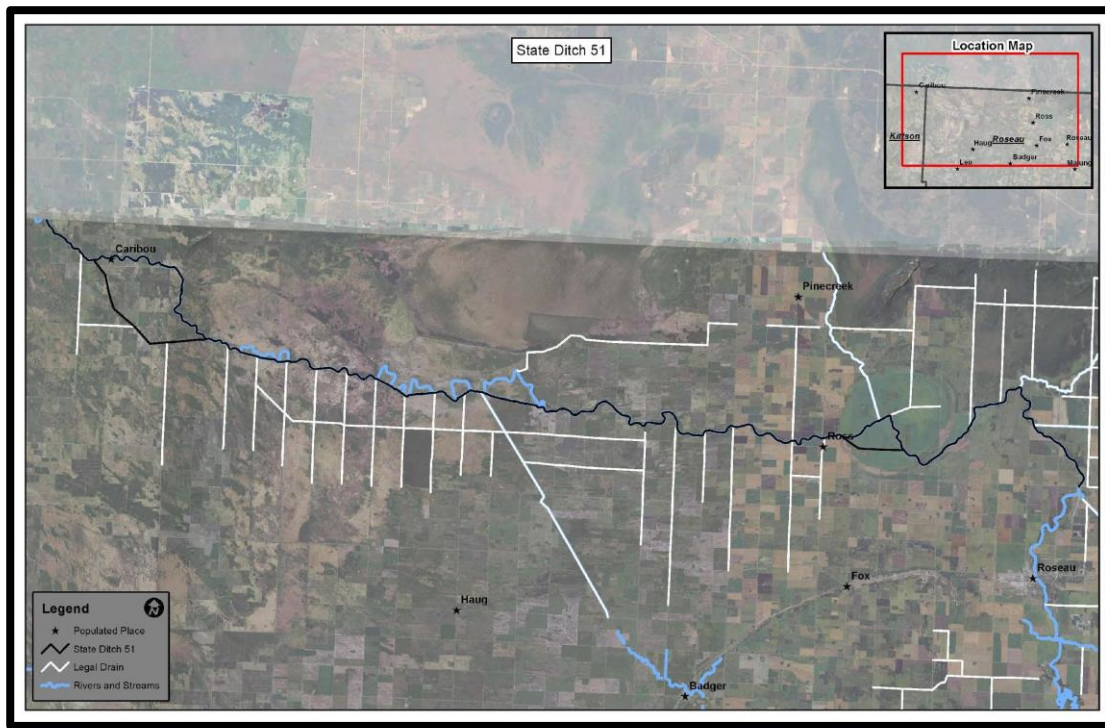 State Ditch 51
Location Map
Caribou
Pinecreek
Ross
Kittson
Roseau
Fox
Roseau
Haug
Badger
Leo
Malung
Caribou
Pinecreek
Ross
Fox
Roseau
Haug
Badger
Legend
Populated Place
State Ditch 51
Legal Drain
Rivers and Streams